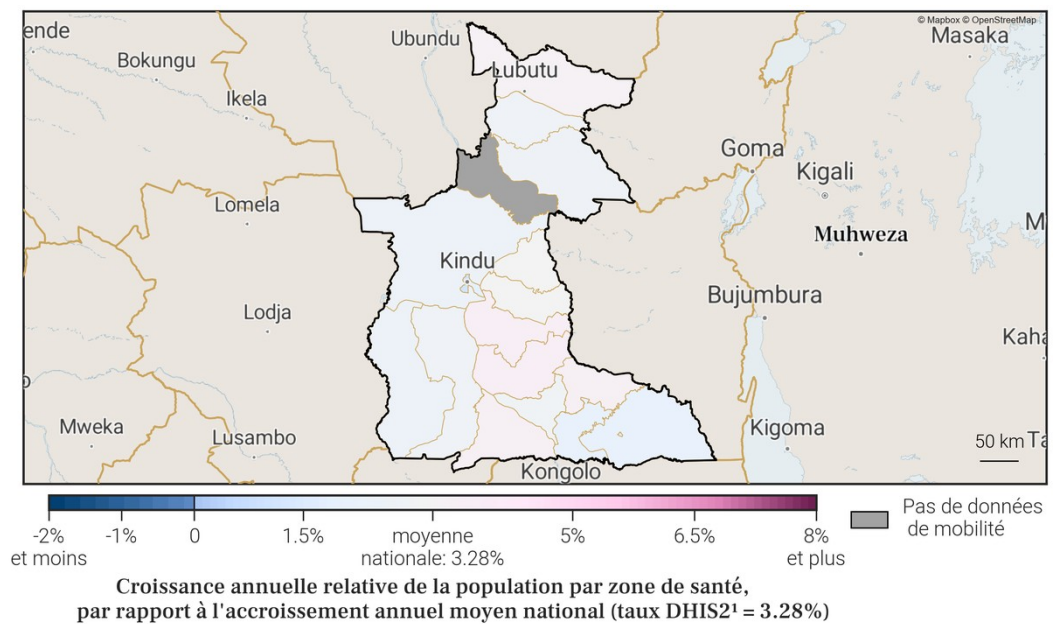 © Mapbox © OpenStreetMap
ende
Ubundu
Masaka
Bokungu
Lubutu
Ikela
Goma
Kigali
Lomela
M
Muhweza
Kindu
Bujumbura
Lodja
Kaha
Mweka
Kigoma
Lusambo
50 km
Ta
Kongolo
-2%
et moins
-1%
0
1.5%
moyenne
nationale: 3.28%
5%
6.5%
8%
et plus
Pas de données
de mobilité
Croissance annuelle relative de la population par zone de santé,
par rapport à l'accroissement annuel moyen national (taux DHIS2¹ = 3.28%)